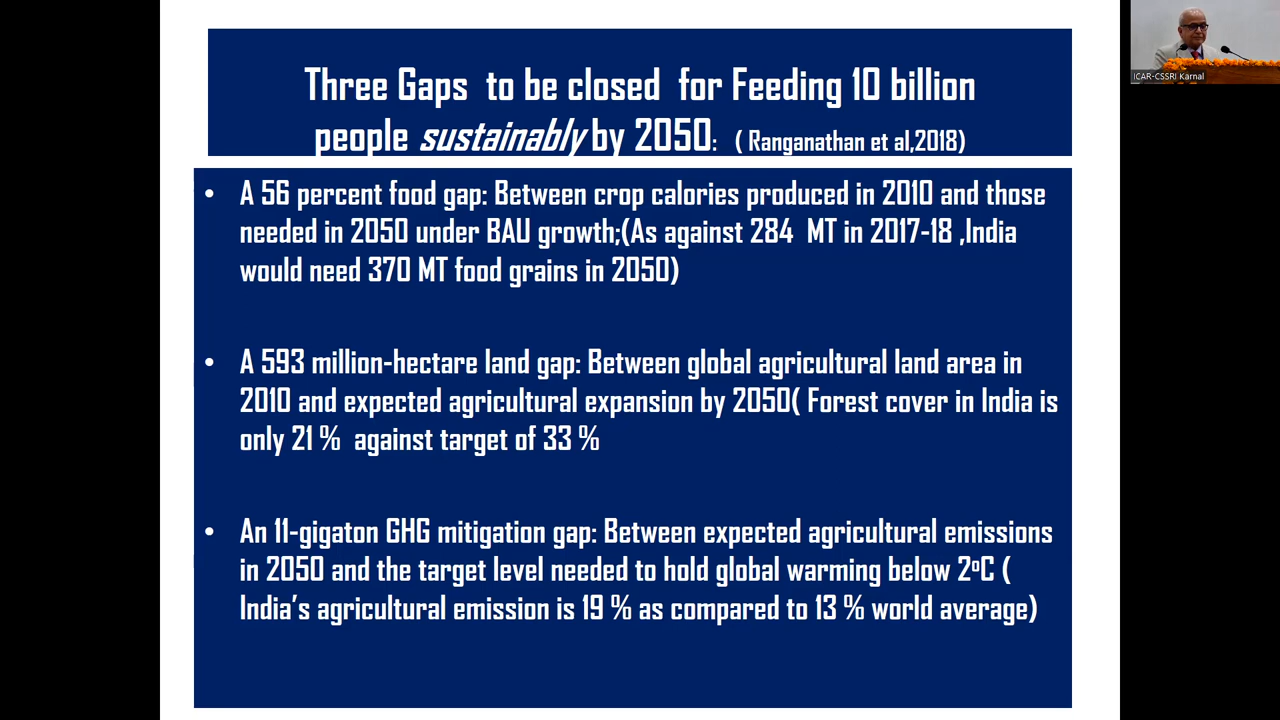 Three Gaps to be closed for Feeding 10 billion
people sustainably by 2050: ( Ranganathan et al,2018)
• A 56 percent food gap: Between crop calories produced in 2010 and those
needed in 2050 under BAU growth;(As against 284 MT in 2017-18 ,India
would need 370 MT food grains in 2050)
• A 593 million-hectare land gap: Between global agricultural land area in
2010 and expected agricultural expansion by 2050( Forest cover in India is
only 21 % against target of 33 %
• An 11-gigaton GHG mitigation gap: Between expected agricultural emissions
in 2050 and the target level needed to hold global warming below 2°C (
India's agricultural emission is 19 % as compared to 13 % world average)
ICAR-CSSRI Karnal